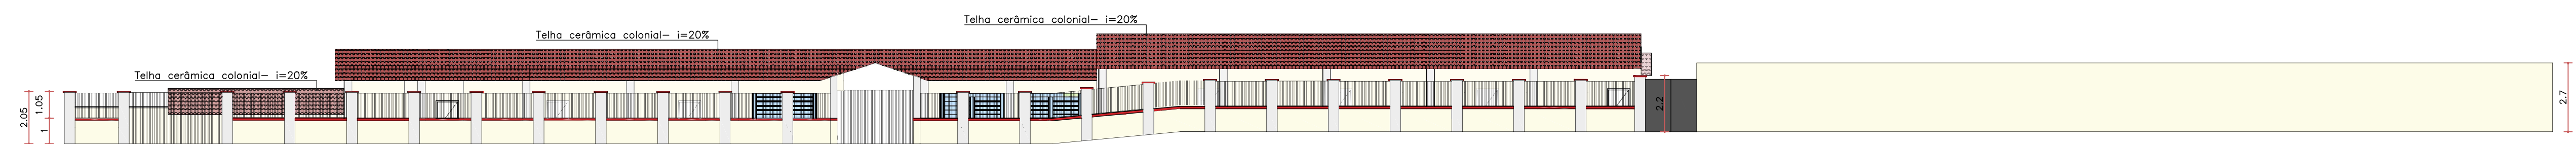 Telha cerâmica colonial- i=20%
Telha cerâmica colonial- i=20%
Telha cerâmica colonial- i=20%
2.05
1.05
1
2.2
2.7